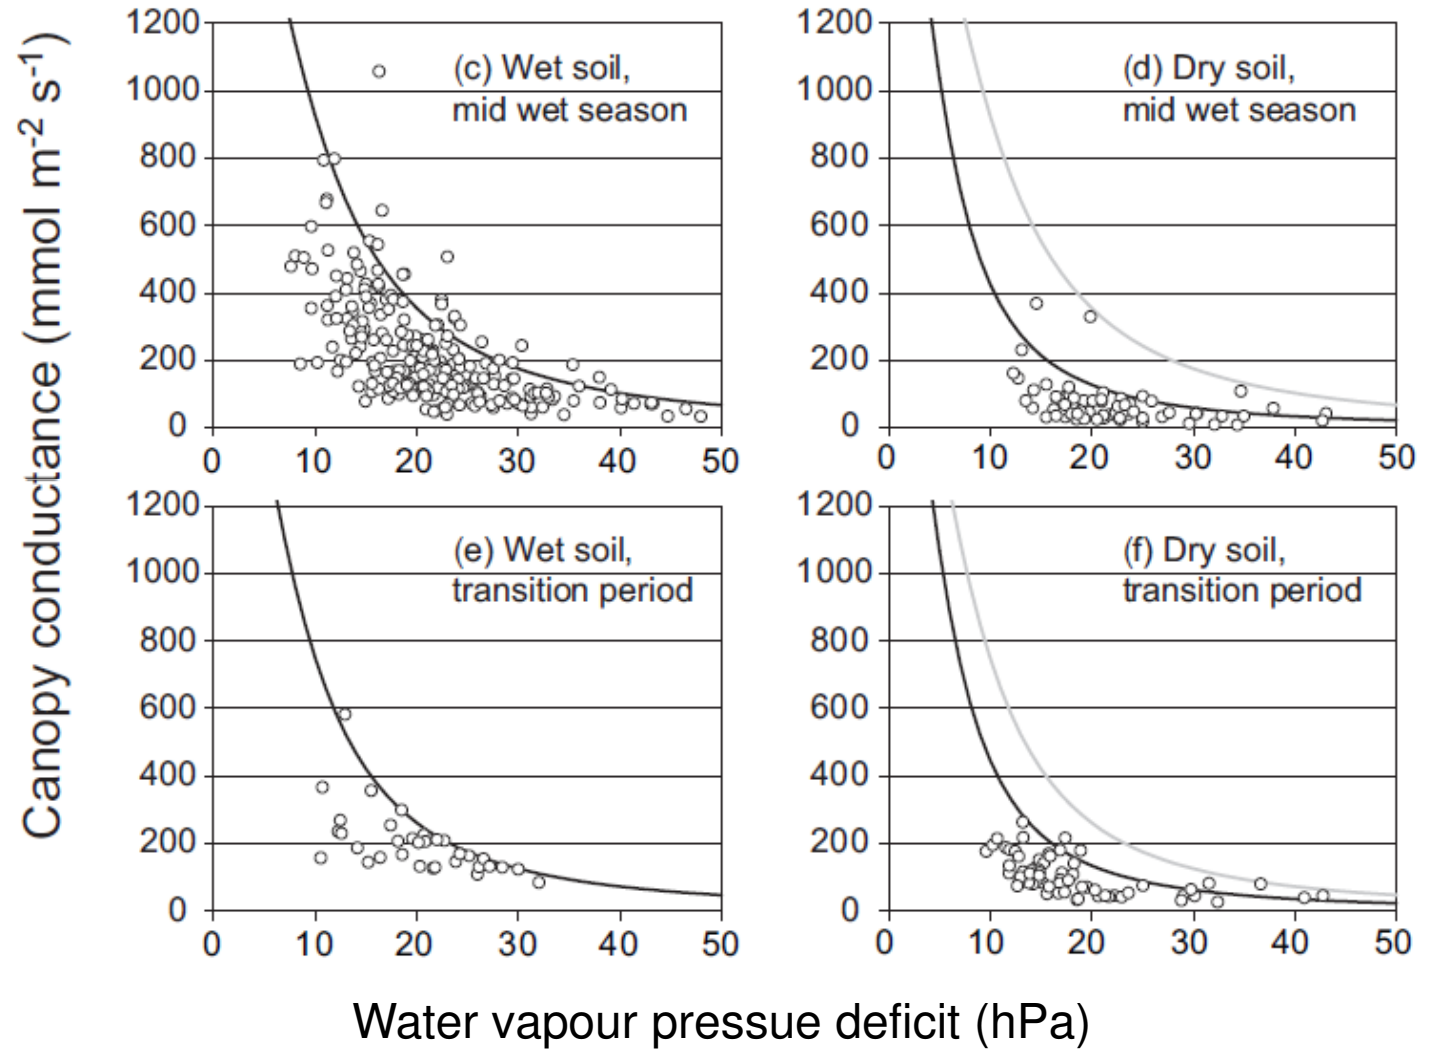 Canopy conductance (mmol m-2 s-1)
1200
1000
800
600
400
200
0
0 10 20 30 40 50
(c) Wet soil,
mid wet season
1200
1000
800
600
400
200
0
0 10 20 30 40 50
(d) Dry soil,
mid wet season
1200
1000
800
600
400
200
0
0 10 20 30 40 50
(e) Wet soil,
transition period
1200
1000
800
600
400
200
0
0 10 20 30 40 50
(f) Dry soil,
transition period
Water vapour pressue deficit (hPa)